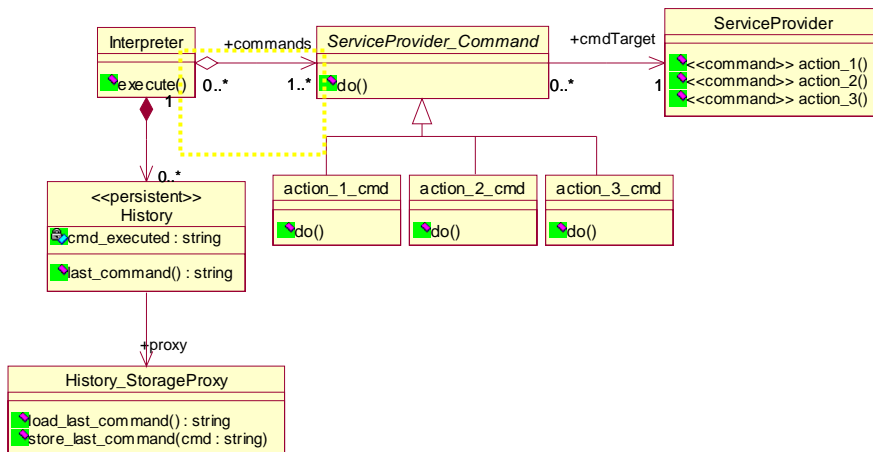 Interpreter
execute()
+commands
0..*
1..*
ServiceProvider_Command
do()
+cmdTarget
0..*
1
ServiceProvider
<<command>> action_1()
<<command>> action_2()
<<command>> action_3()
1
0..*
<<persistent>>
History
cmd_executed : string
last_command() : string
action_1_cmd
do()
action_2_cmd
do()
action_3_cmd
do()
+proxy
History_StorageProxy
load_last_command() : string
store_last_command(cmd : string)